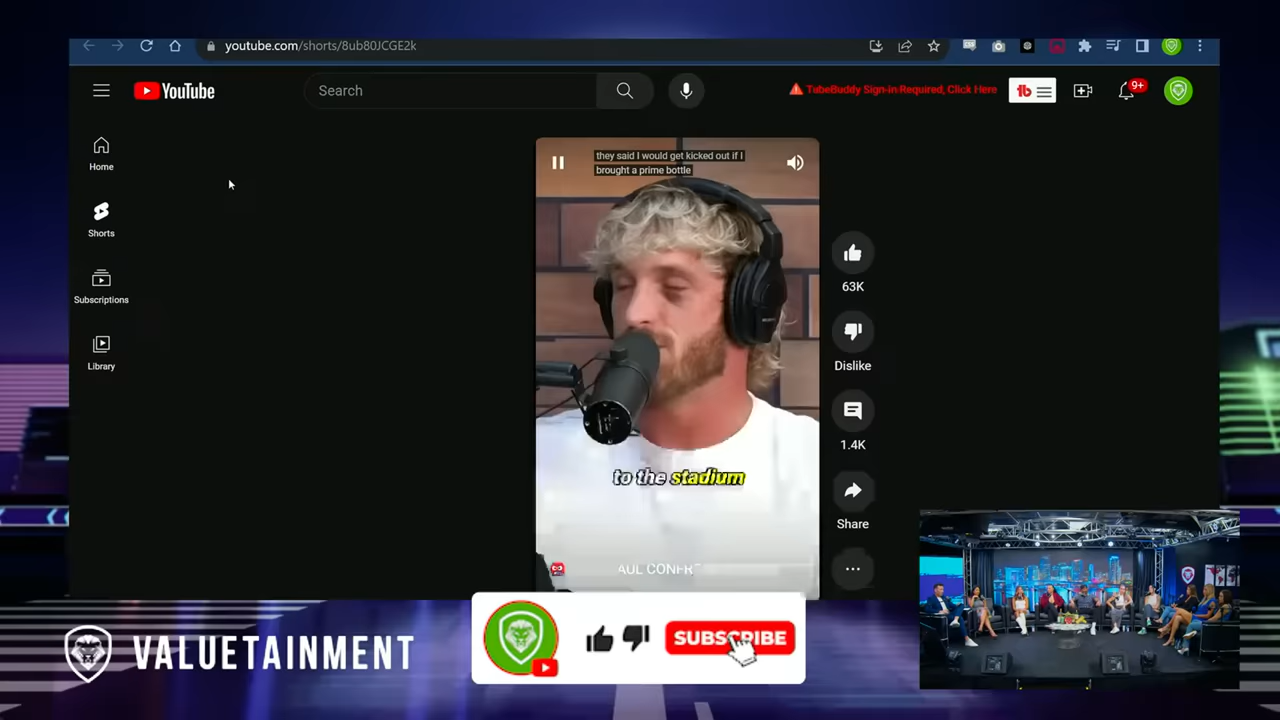 youtube.com/shorts/8ub80JCGE2k
YouTube
Search
TubeBuddy Sign-in Required, Click Here
tb
9+
Home
Shorts
Subscriptions
Library
they said I would get kicked out if I
brought a prime bottle
to the stadium
63K
Dislike
1.4K
Share
VALUETAINMENT
SUBSCRIBE